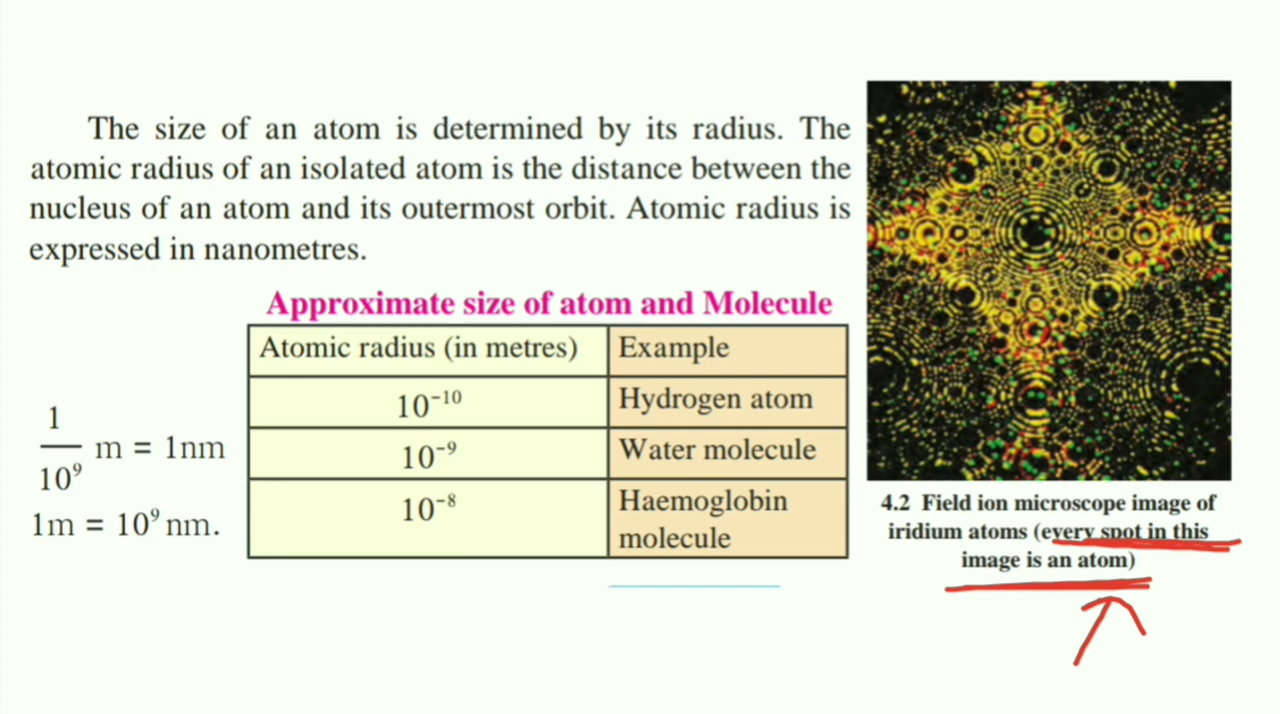 The size of an atom is determined by its radius. The
atomic radius of an isolated atom is the distance between the
nucleus of an atom and its outermost orbit. Atomic radius is
expressed in nanometres.
Approximate size of atom and Molecule
Atomic radius (in metres) Example
10⁻¹⁰ Hydrogen atom
10⁻⁹ Water molecule
10⁻⁸ Haemoglobin
molecule
1
10⁹ m = 1nm
1m = 10⁹ nm.
4.2 Field ion microscope image of
iridium atoms (every spot in this
image is an atom)